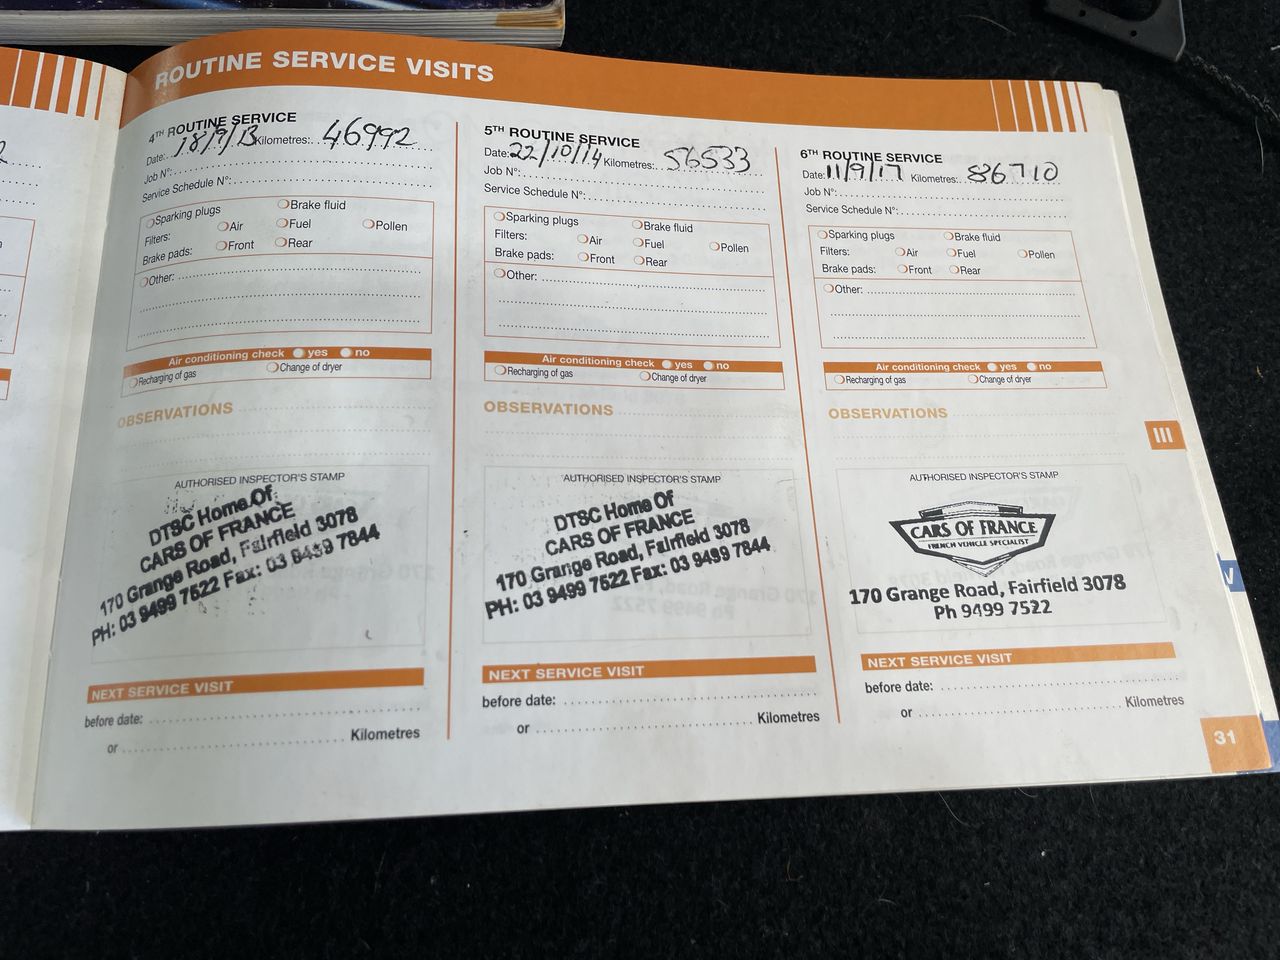 ROUTINE SERVICE VISITS
4TH ROUTINE SERVICE
Date: 18/9/13 Kilometres: 46992
Job N°:
Service Schedule N°:
Sparking plugs Brake fluid
Filters: Air Fuel Pollen
Brake pads: Front Rear
Other:
Air conditioning check yes no
Recharging of gas Change of dryer
OBSERVATIONS
AUTHORISED INSPECTOR'S STAMP
DTSC Home Of
CARS OF FRANCE
170 Grange Road, Fairfield 3078
PH: 03 9499 7522 Fax: 03 9499 7844
NEXT SERVICE VISIT
before date:
or Kilometres
5TH ROUTINE SERVICE
Date: 22/10/14 Kilometres: 56533
Job N°:
Service Schedule N°:
Sparking plugs Brake fluid
Filters: Air Fuel Pollen
Brake pads: Front Rear
Other:
Air conditioning check yes no
Recharging of gas Change of dryer
OBSERVATIONS
AUTHORISED INSPECTOR'S STAMP
DTSC Home Of
CARS OF FRANCE
170 Grange Road, Fairfield 3078
PH: 03 9499 7522 Fax: 03 9499 7844
NEXT SERVICE VISIT
before date:
or Kilometres
6TH ROUTINE SERVICE
Date: 11/9/17 Kilometres: 86710
Job N°:
Service Schedule N°:
Sparking plugs Brake fluid
Filters: Air Fuel Pollen
Brake pads: Front Rear
Other:
Air conditioning check yes no
Recharging of gas Change of dryer
OBSERVATIONS
AUTHORISED INSPECTOR'S STAMP
CARS OF FRANCE
FRENCH VEHICLE SPECIALIST
170 Grange Road, Fairfield 3078
Ph 9499 7522
NEXT SERVICE VISIT
before date:
or Kilometres
III
31